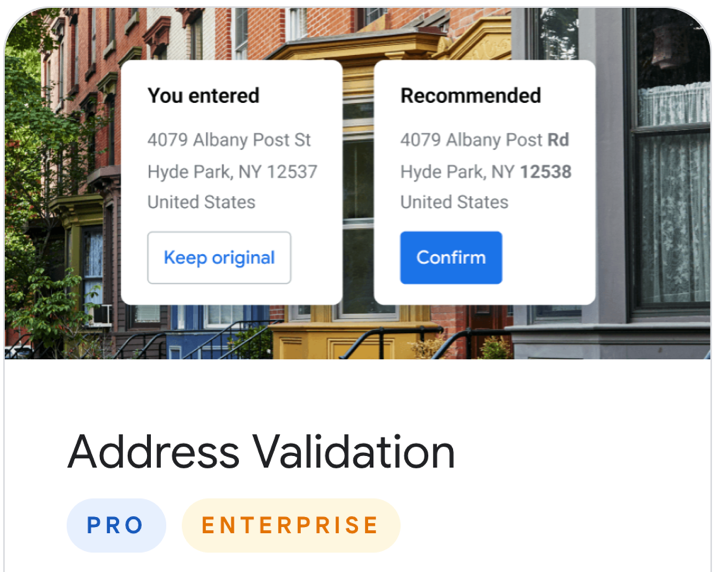 You entered
4079 Albany Post St
Hyde Park, NY 12537
United States
Keep original
Recommended
4079 Albany Post Rd
Hyde Park, NY 12538
United States
Confirm
Address Validation
PRO
ENTERPRISE